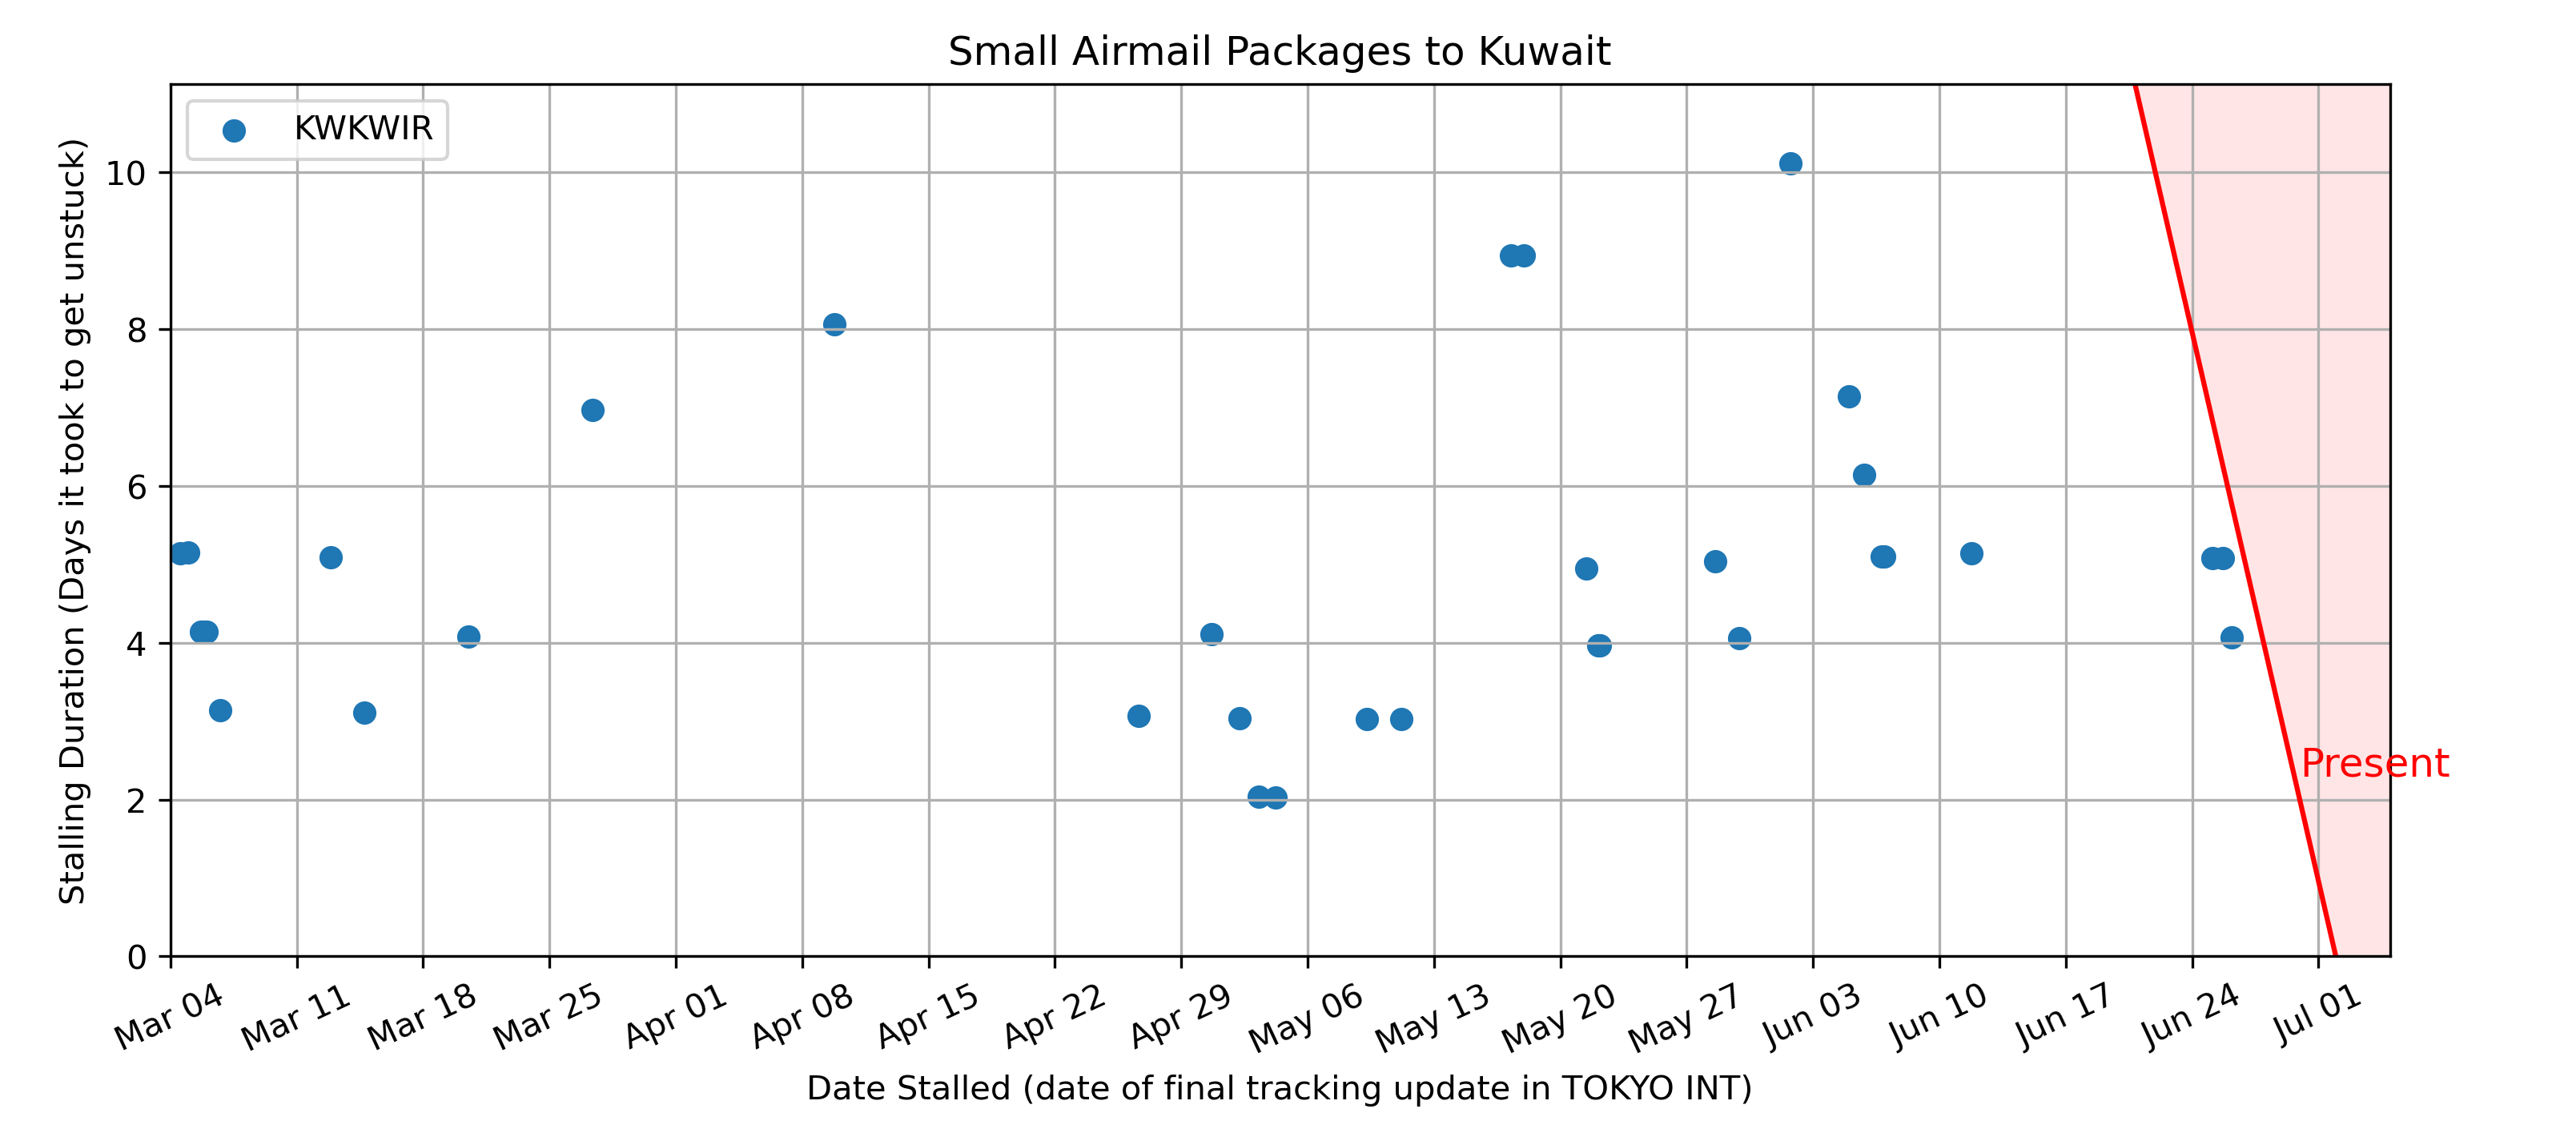 Small Airmail Packages to Kuwait
KWKWIR
Stalling Duration (Days it took to get unstuck)
10
8
6
4
2
0
Present
Mar 04
Mar 11
Mar 18
Mar 25
Apr 01
Apr 08
Apr 15
Apr 22
Apr 29
May 06
May 13
May 20
May 27
Jun 03
Jun 10
Jun 17
Jun 24
Jul 01
Date Stalled (date of final tracking update in TOKYO INT)